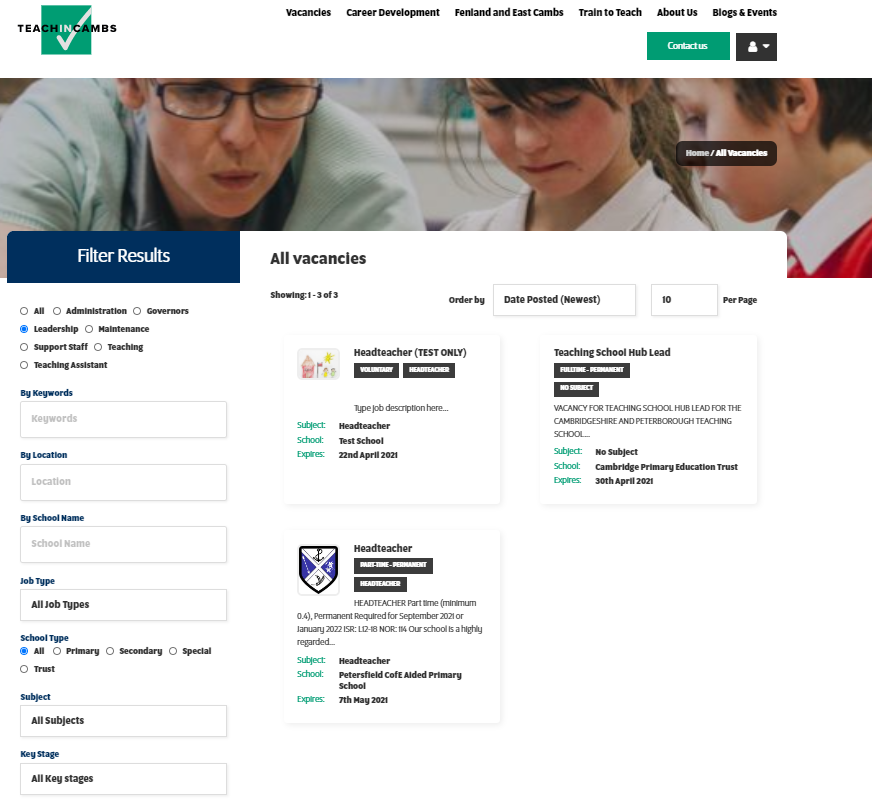 TEACHINCAMBS
Vacancies Career Development Fenland and East Cambs Train to Teach About Us Blogs & Events
Contact us
Home / All Vacancies
Filter Results
All Administration Governors
Leadership Maintenance
Support Staff Teaching
Teaching Assistant
By Keywords
Keywords
By Location
Location
By School Name
School Name
Job Type
All Job Types
School Type
All Primary Secondary Special
Trust
Subject
All Subjects
Key Stage
All Key stages
All vacancies
Showing: 1 - 3 of 3
Order by Date Posted (Newest) 10 Per Page
Headteacher (TEST ONLY)
VOLUNTARY HEADTEACHER
Type job description here...
Subject: Headteacher
School: Test School
Expires: 22nd April 2021
Teaching School Hub Lead
FULLTIME - PERMANENT
NO SUBJECT
VACANCY FOR TEACHING SCHOOL HUB LEAD FOR THE
CAMBRIDGESHIRE AND PETERBOROUGH TEACHING
SCHOOL...
Subject: No Subject
School: Cambridge Primary Education Trust
Expires: 30th April 2021
Headteacher
PART-TIME - PERMANENT
HEADTEACHER
HEADTEACHER Part time (minimum
0.4), Permanent Required for September 2021 or
January 2022 ISR: L12-18 NOR: 114 Our school is a highly
regarded...
Subject: Headteacher
School: Petersfield CofE Aided Primary
School
Expires: 7th May 2021